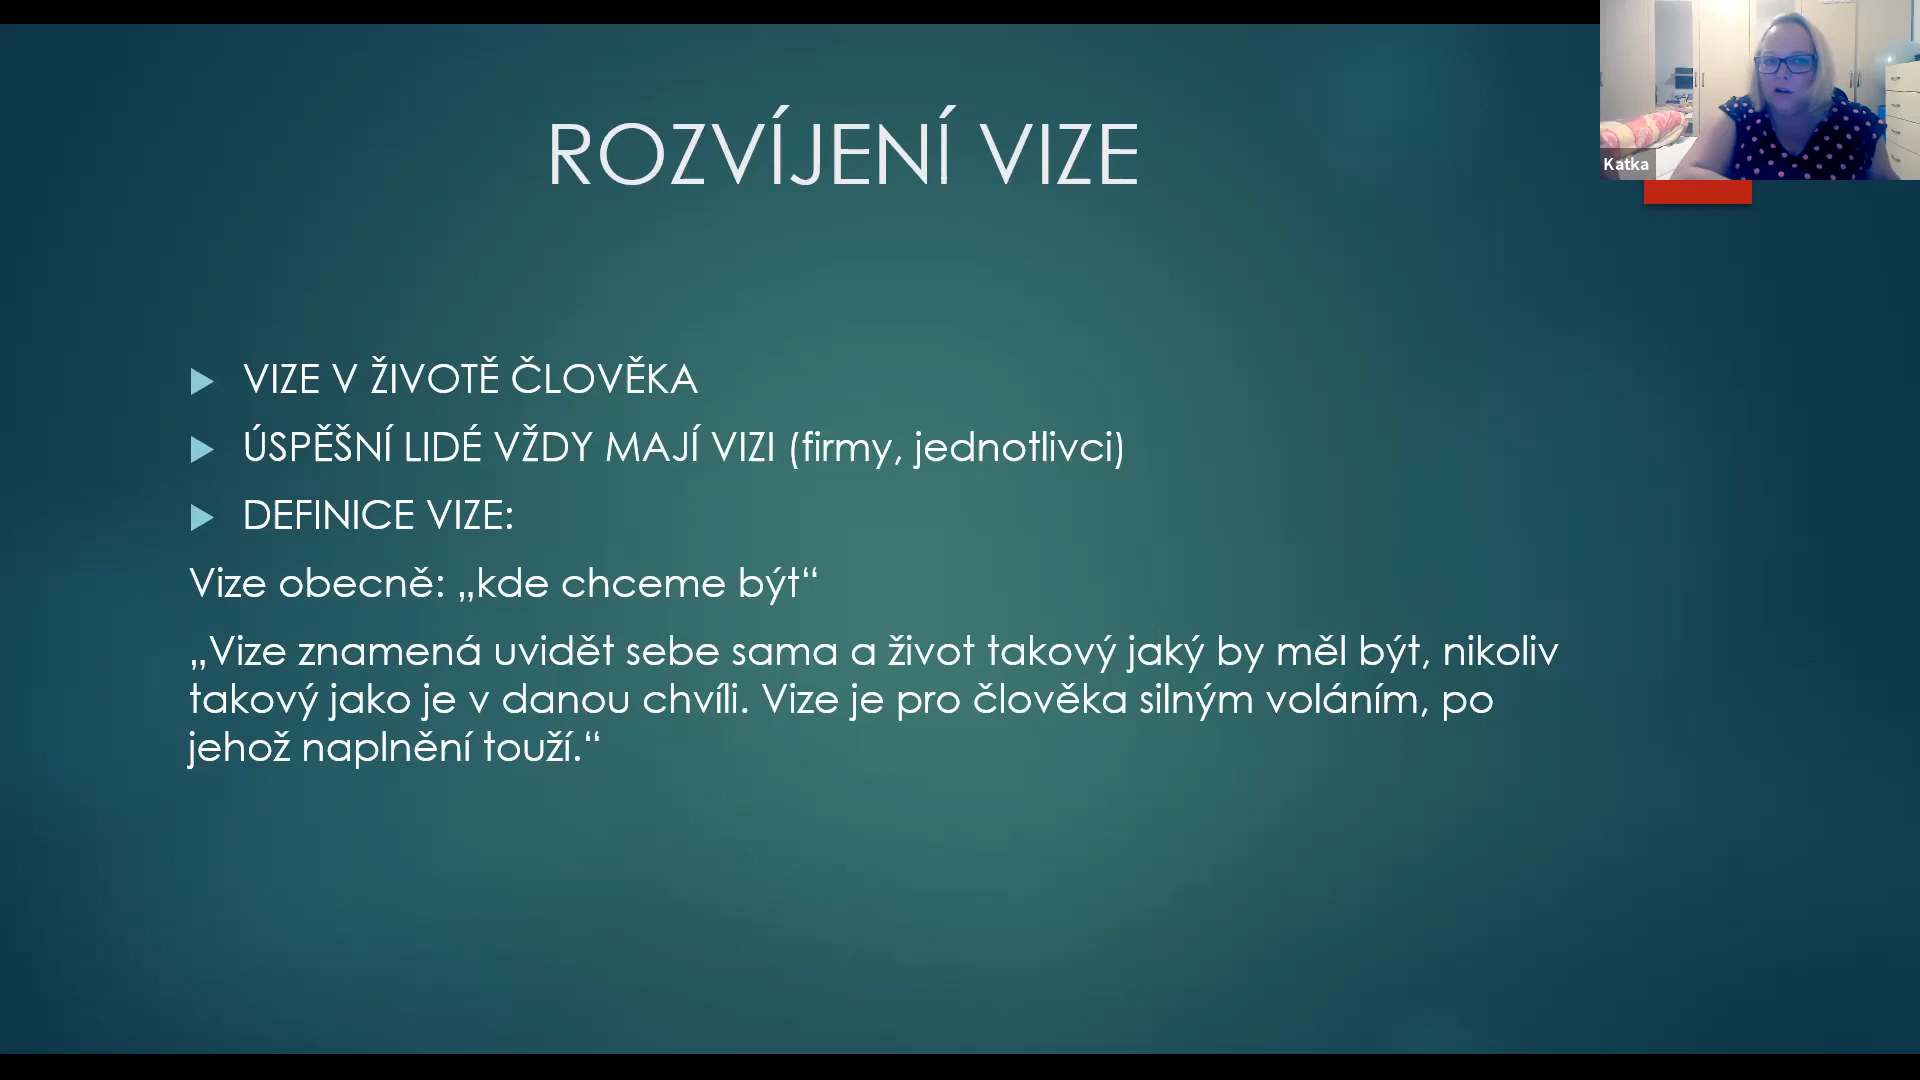 ROZVÍJENÍ VIZE
Katka
VIZE V ŽIVOTĚ ČLOVĚKA
ÚSPĚŠNÍ LIDÉ VŽDY MAJÍ VIZI (firmy, jednotlivci)
DEFINICE VIZE:
Vize obecně: „kde chceme být“
„Vize znamená uvidět sebe sama a život takový jaký by měl být, nikoliv
takový jako je v danou chvíli. Vize je pro člověka silným voláním, po
jehož naplnění touží.“